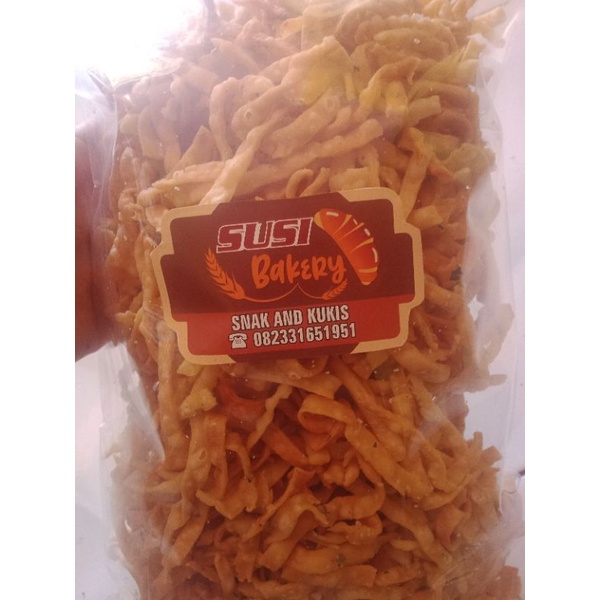 SUSI
BAKERY
SNAK AND KUKIS
☎ 082331651951